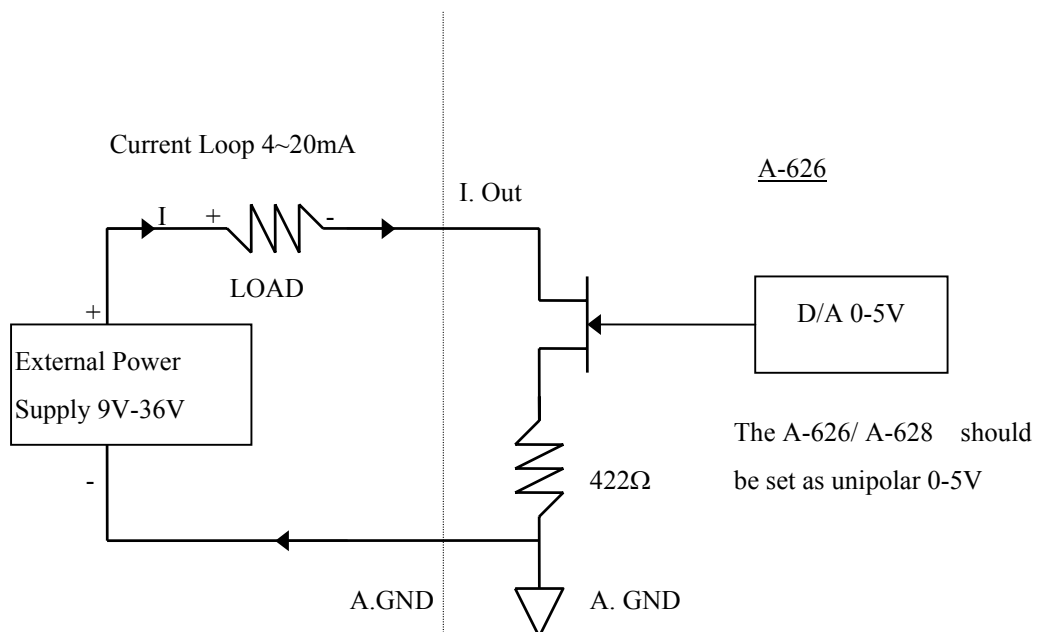 Current Loop 4~20mA
A-626
I. Out
I
+
-
LOAD
+
D/A 0-5V
External Power
Supply 9V-36V
The A-626/ A-628 should
be set as unipolar 0-5V
-
422Ω
A.GND
A. GND